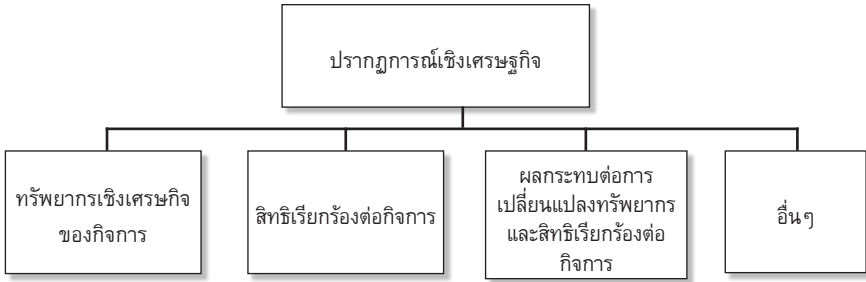 ปรากฏการณ์เชิงเศรษฐกิจ
ทรัพยากรเชิงเศรษกิจ
ของกิจการ
สิทธิเรียกร้องต่อกิจการ
ผลกระทบต่อการ
เปลี่ยนแปลงทรัพยากร
และสิทธิเรียกร้องต่อ
กิจการ
อื่นๆ